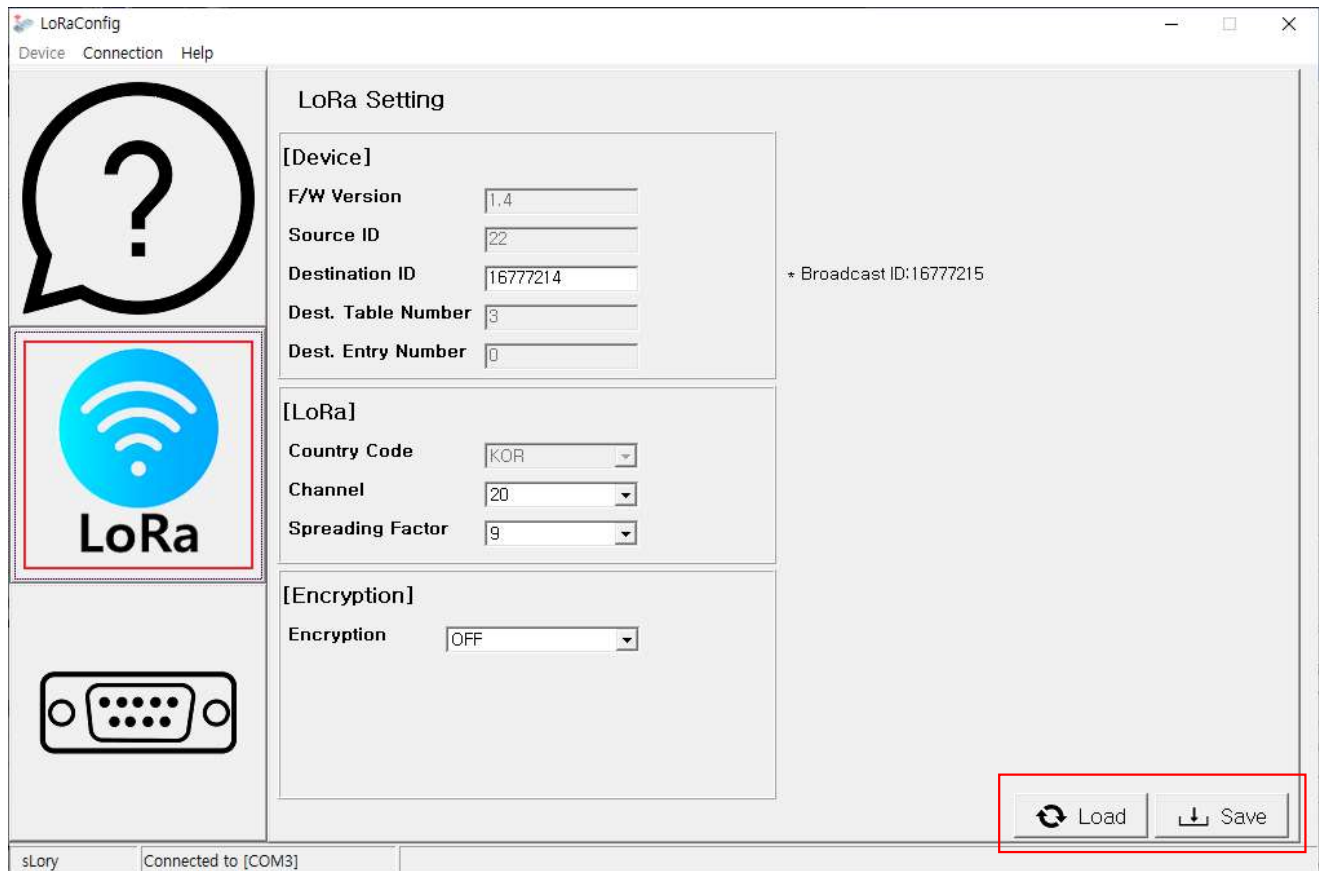 LoRaConfig
Device Connection Help
?
LoRa Setting
[Device]
F/W Version 1.4
Source ID 22
Destination ID 16777214 * Broadcast ID:16777215
Dest. Table Number 3
Dest. Entry Number 0
[LoRa]
Country Code KOR
Channel 20
Spreading Factor 9
LoRa
[Encryption]
Encryption OFF
Load Save
sLory Connected to [COM3]